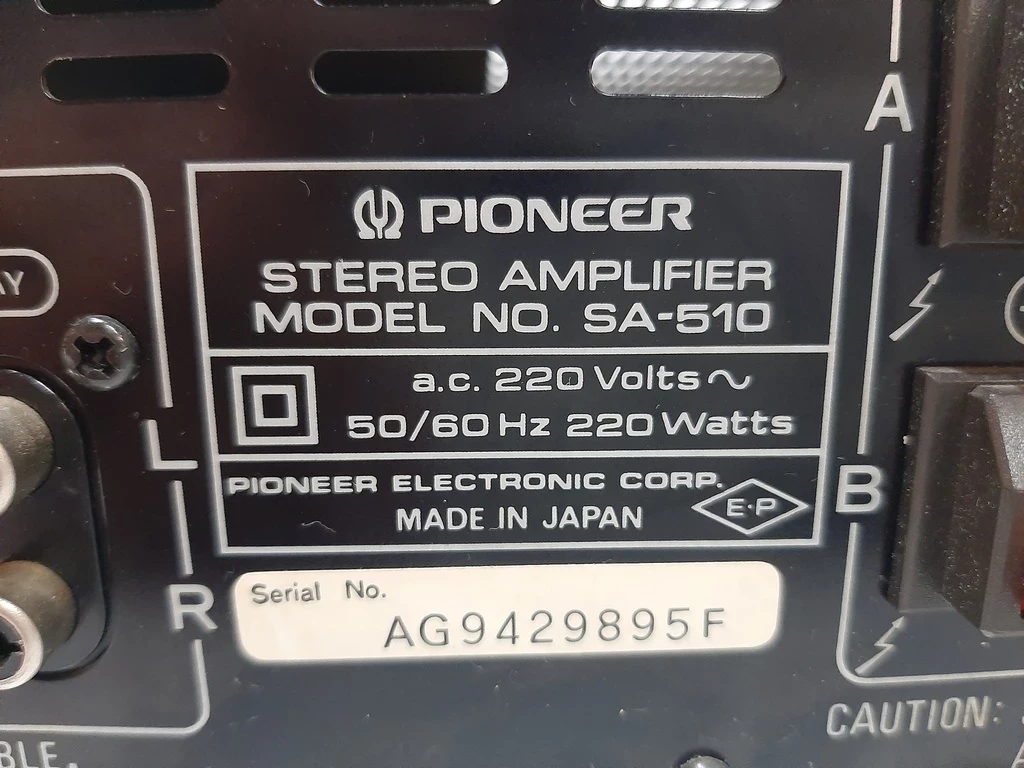 A
PIONEER
STEREO AMPLIFIER
MODEL NO. SA-510
a.c. 220 Volts ~
50/60 Hz 220 Watts
PIONEER ELECTRONIC CORP.
MADE IN JAPAN
E·P
L
B
R
Serial No.
AG9429895F
CAUTION: